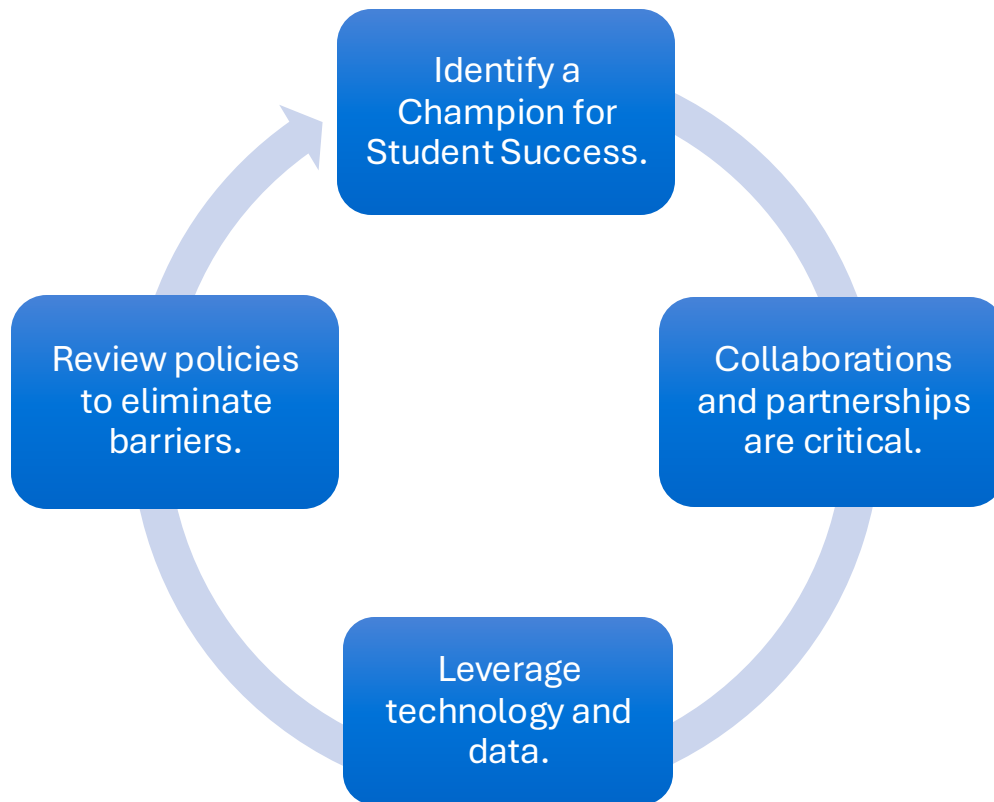 Identify a
Champion for
Student Success.
Collaborations
and partnerships
are critical.
Leverage
technology and
data.
Review policies
to eliminate
barriers.